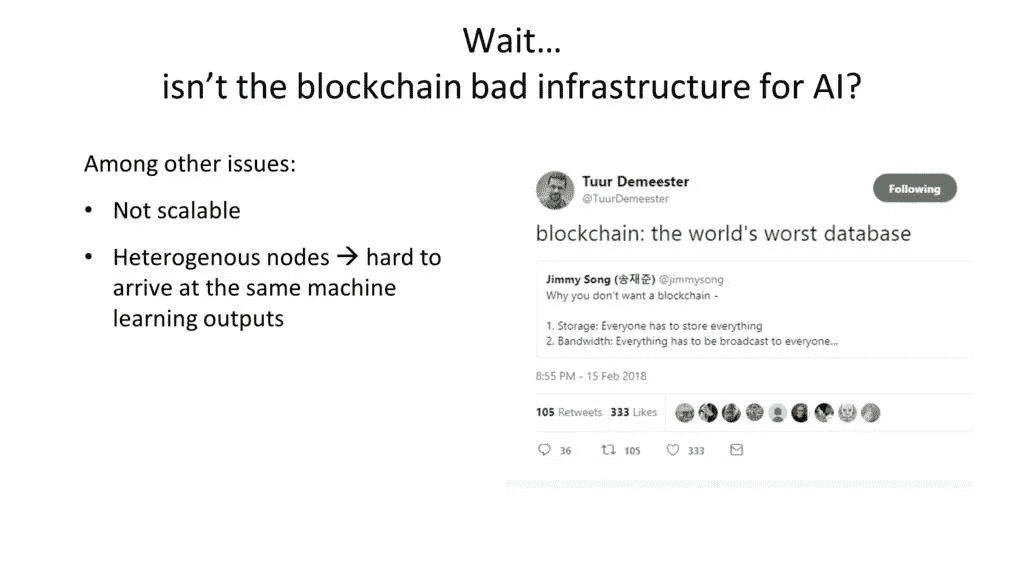 Wait...
isn't the blockchain bad infrastructure for AI?
Among other issues:
• Not scalable
• Heterogenous nodes → hard to
arrive at the same machine
learning outputs
Tuur Demeester
@TuurDemeester
Following
blockchain: the world's worst database
Jimmy Song (송재준) @jimmysong
Why you don't want a blockchain -
1. Storage: Everyone has to store everything
2. Bandwidth: Everything has to be broadcast to everyone...
8:55 PM - 15 Feb 2018
105 Retweets 333 Likes
36 105 333